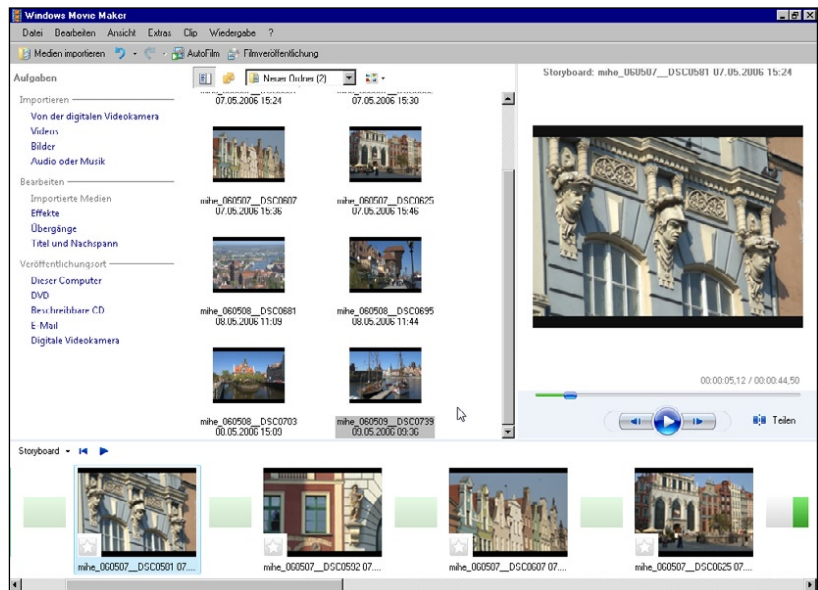 Windows Movie Maker
Datei Bearbeiten Ansicht Extras Clip Wiedergabe ?
Medien importieren AutoFilm Filmveröffentlichung
Aufgaben
Neuer Ordner (2)
Storyboard: mihe_060507__DSC0581 07.05.2006 15:24
Importieren
Von der digitalen Videokamera
Videos
Bilder
Audio oder Musik
Bearbeiten
Importierte Medien
Effekte
Übergänge
Titel und Nachspann
Veröffentlichungsort
Dieser Computer
DVD
Beschreibbare CD
E-Mail
Digitale Videokamera
07.05.2006 15:24 07.05.2006 15:30
mihe_060507__DSC0607 mihe_060507__DSC0625
07.05.2006 15:36 07.05.2006 15:46
mihe_060508__DSC0681 mihe_060508__DSC0695
08.05.2006 11:09 08.05.2006 11:44
mihe_060508__DSC0703 mihe_060509__DSC0739
08.05.2006 15:09 09.05.2006 09:36
00:00:05,12 / 00:00:44,50
Teilen
Storyboard
mihe_060507__DSC0581 07.... mihe_060507__DSC0592 07.... mihe_060507__DSC0607 07.... mihe_060507__DSC0625 07....